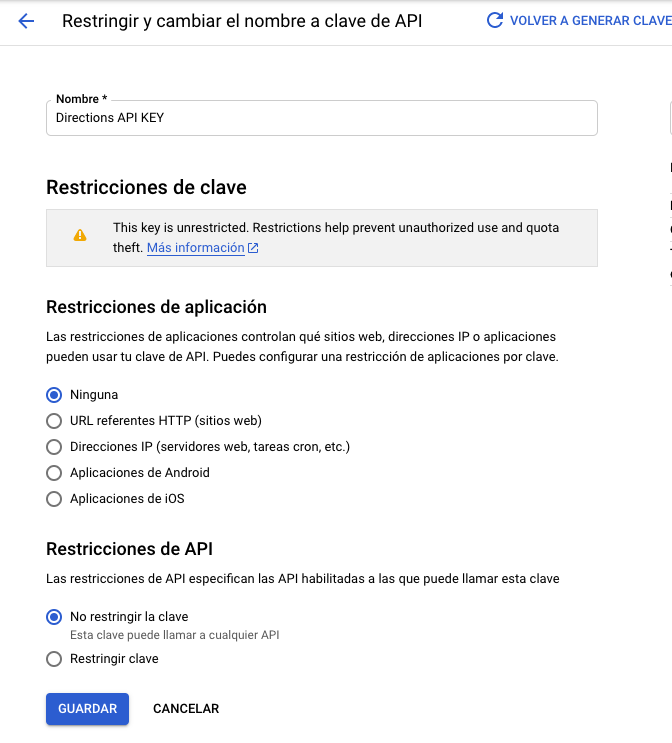 Restringir y cambiar el nombre a clave de API
VOLVER A GENERAR CLAVE
Nombre *
Directions API KEY
Restricciones de clave
This key is unrestricted. Restrictions help prevent unauthorized use and quota
theft. Más información
Restricciones de aplicación
Las restricciones de aplicaciones controlan qué sitios web, direcciones IP o aplicaciones
pueden usar tu clave de API. Puedes configurar una restricción de aplicaciones por clave.
Ninguna
URL referentes HTTP (sitios web)
Direcciones IP (servidores web, tareas cron, etc.)
Aplicaciones de Android
Aplicaciones de iOS
Restricciones de API
Las restricciones de API especifican las API habilitadas a las que puede llamar esta clave
No restringir la clave
Esta clave puede llamar a cualquier API
Restringir clave
GUARDAR
CANCELAR